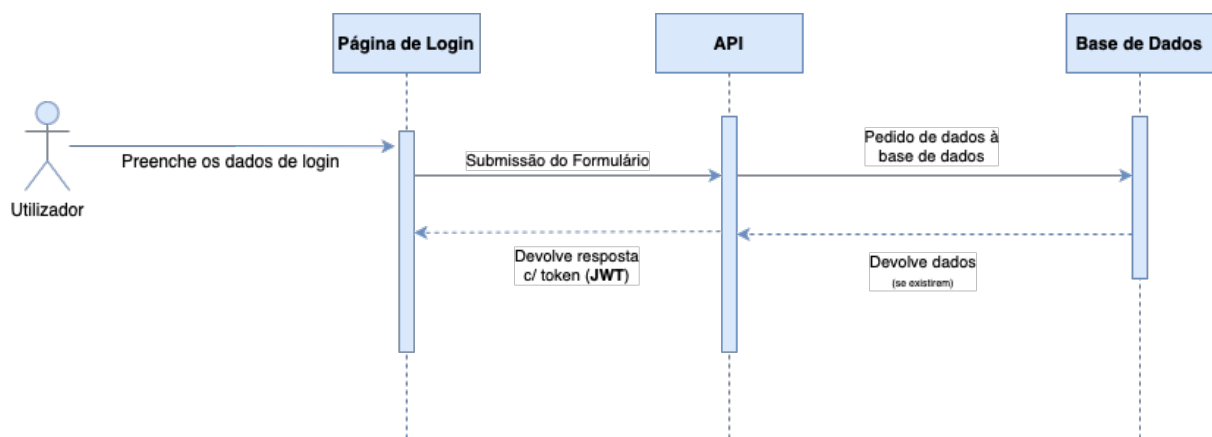 Página de Login
API
Base de Dados
Preenche os dados de login
Utilizador
Submissão do Formulário
Pedido de dados à
base de dados
Devolve resposta
c/ token (JWT)
Devolve dados
(se existirem)